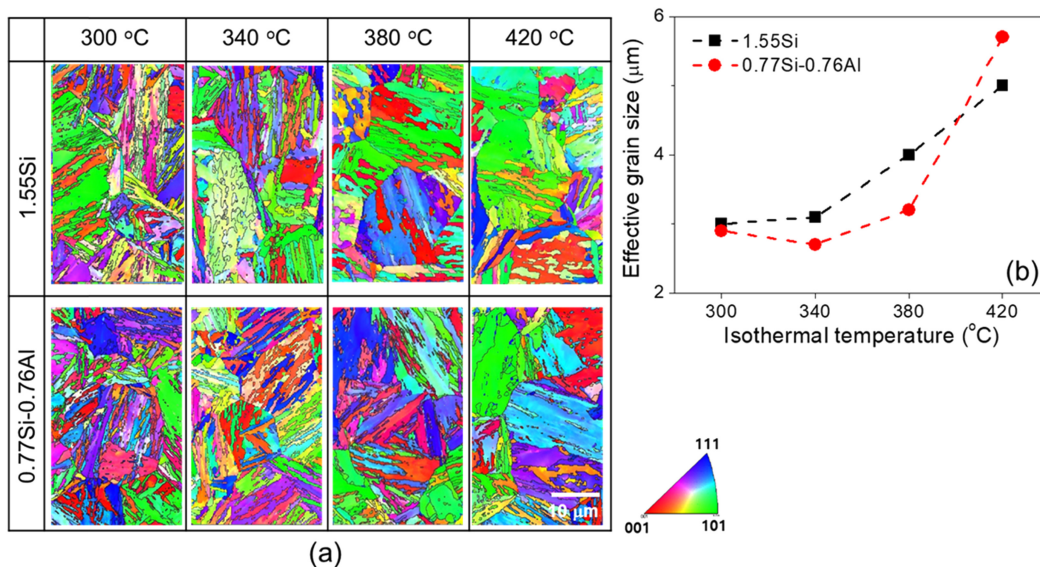 300 °C 340 °C 380 °C 420 °C
1.55Si
0.77Si-0.76Al
10 μm
(a)
6
4
2
Effective grain size (μm)
1.55Si
0.77Si-0.76Al
(b)
300 340 380 420
Isothermal temperature (°C)
111
001 101